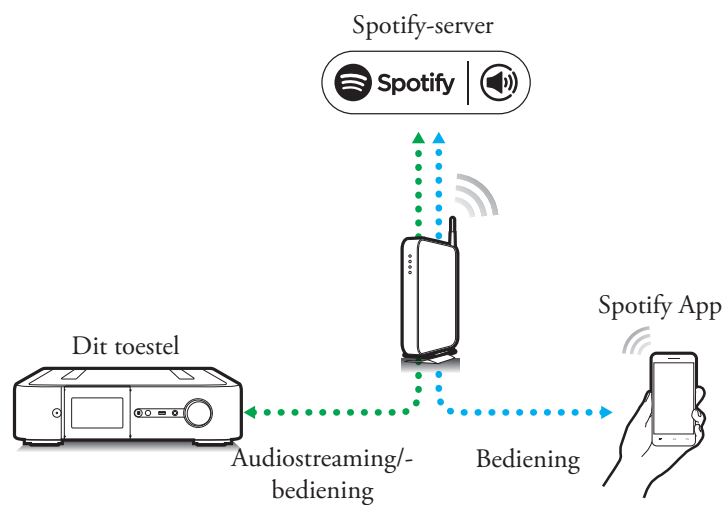 Spotify-server
Spotify
Spotify App
Dit toestel
Audiostreaming/-
bediening
Bediening